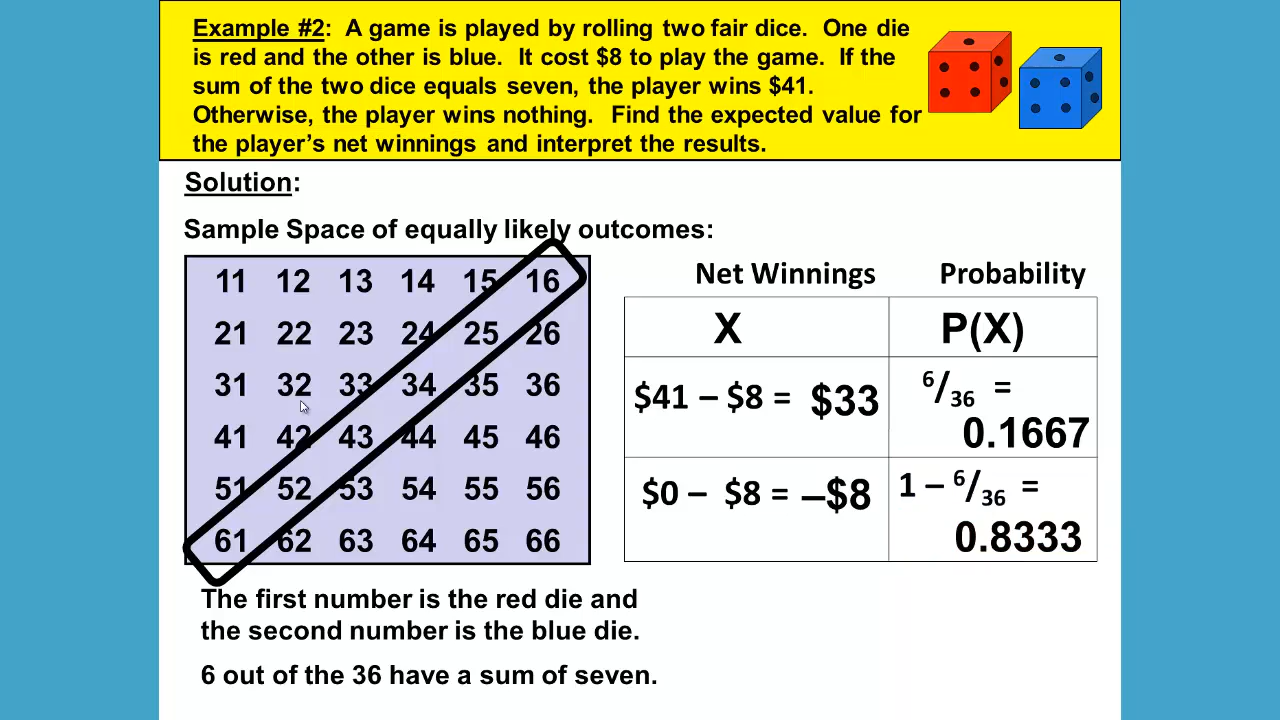 Example #2: A game is played by rolling two fair dice. One die
is red and the other is blue. It cost $8 to play the game. If the
sum of the two dice equals seven, the player wins $41.
Otherwise, the player wins nothing. Find the expected value for
the player's net winnings and interpret the results.
Solution:
Sample Space of equally likely outcomes:
11 12 13 14 15 16
21 22 23 24 25 26
31 32 33 34 35 36
41 42 43 44 45 46
51 52 53 54 55 56
61 62 63 64 65 66
The first number is the red die and
the second number is the blue die.
6 out of the 36 have a sum of seven.
Net Winnings Probability
X P(X)
$41 – $8 = $33 6/36 =
0.1667
$0 – $8 = –$8 1 – 6/36 =
0.8333